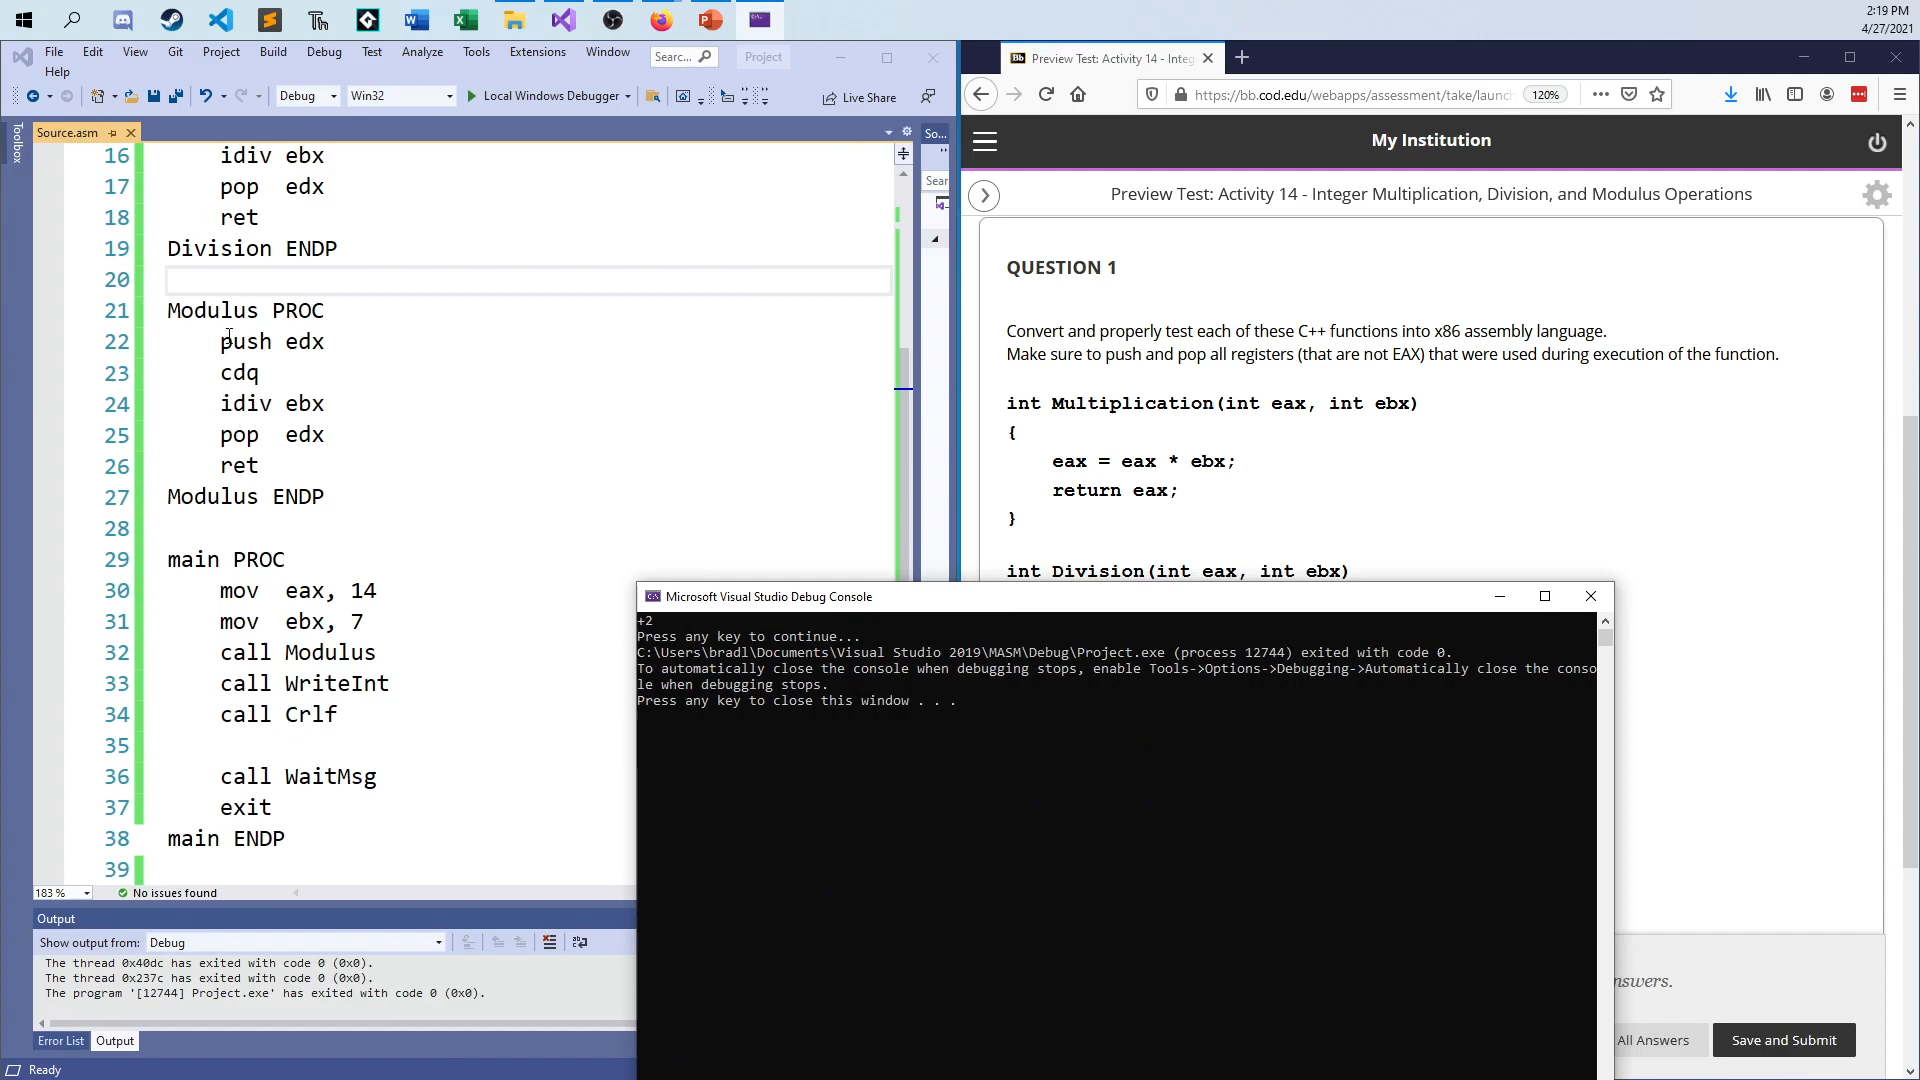 2:19 PM
4/27/2021
File Edit View Git Project Build Debug Test Analyze Tools Extensions Window
Help
Searc...
Project
Debug
Win32
Local Windows Debugger
Live Share
Toolbox
Source.asm
So...
Sear
16 idiv ebx
17 pop edx
18 ret
19 Division ENDP
20
21 Modulus PROC
22 push edx
23 cdq
24 idiv ebx
25 pop edx
26 ret
27 Modulus ENDP
28
29 main PROC
30 mov eax, 14
31 mov ebx, 7
32 call Modulus
33 call WriteInt
34 call Crlf
35
36 call WaitMsg
37 exit
38 main ENDP
39
183 %
No issues found
Output
Show output from: Debug
The thread 0x40dc has exited with code 0 (0x0).
The thread 0x237c has exited with code 0 (0x0).
The program '[12744] Project.exe' has exited with code 0 (0x0).
Error List
Output
Ready
Bb Preview Test: Activity 14 - Integ
https://bb.cod.edu/webapps/assessment/take/launc
120%
My Institution
Preview Test: Activity 14 - Integer Multiplication, Division, and Modulus Operations
QUESTION 1
Convert and properly test each of these C++ functions into x86 assembly language.
Make sure to push and pop all registers (that are not EAX) that were used during execution of the function.
int Multiplication(int eax, int ebx)
{
eax = eax * ebx;
return eax;
}
int Division(int eax, int ebx)
Microsoft Visual Studio Debug Console
+2
Press any key to continue...
C:\Users\bradl\Documents\Visual Studio 2019\MASM\Debug\Project.exe (process 12744) exited with code 0.
To automatically close the console when debugging stops, enable Tools->Options->Debugging->Automatically close the conso
le when debugging stops.
Press any key to close this window . . .
nswers.
All Answers
Save and Submit